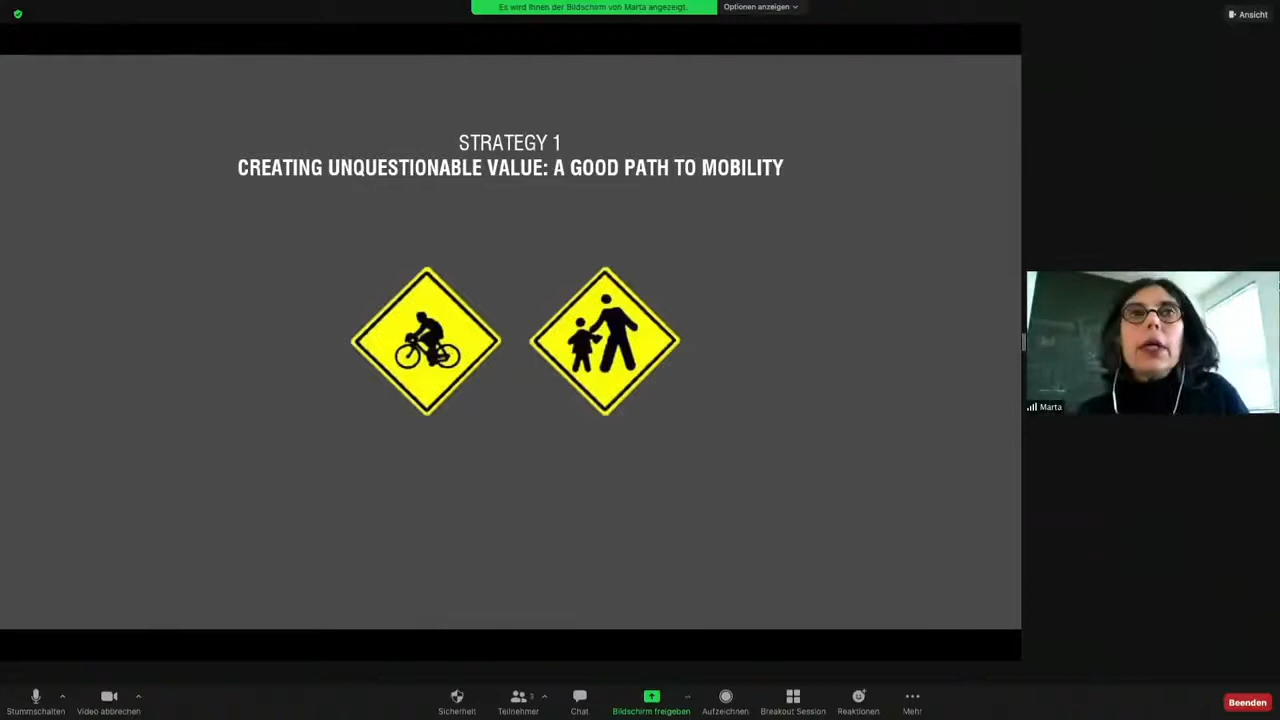 Es wird Ihnen der Bildschirm von Marta angezeigt.
Optionen anzeigen
Ansicht
STRATEGY 1
CREATING UNQUESTIONABLE VALUE: A GOOD PATH TO MOBILITY
Marta
Stummschalten
Video abbrechen
Sicherheit
Teilnehmer
3
Chat
Bildschirm freigeben
Aufzeichnen
Breakout Session
Reaktionen
Mehr
Beenden